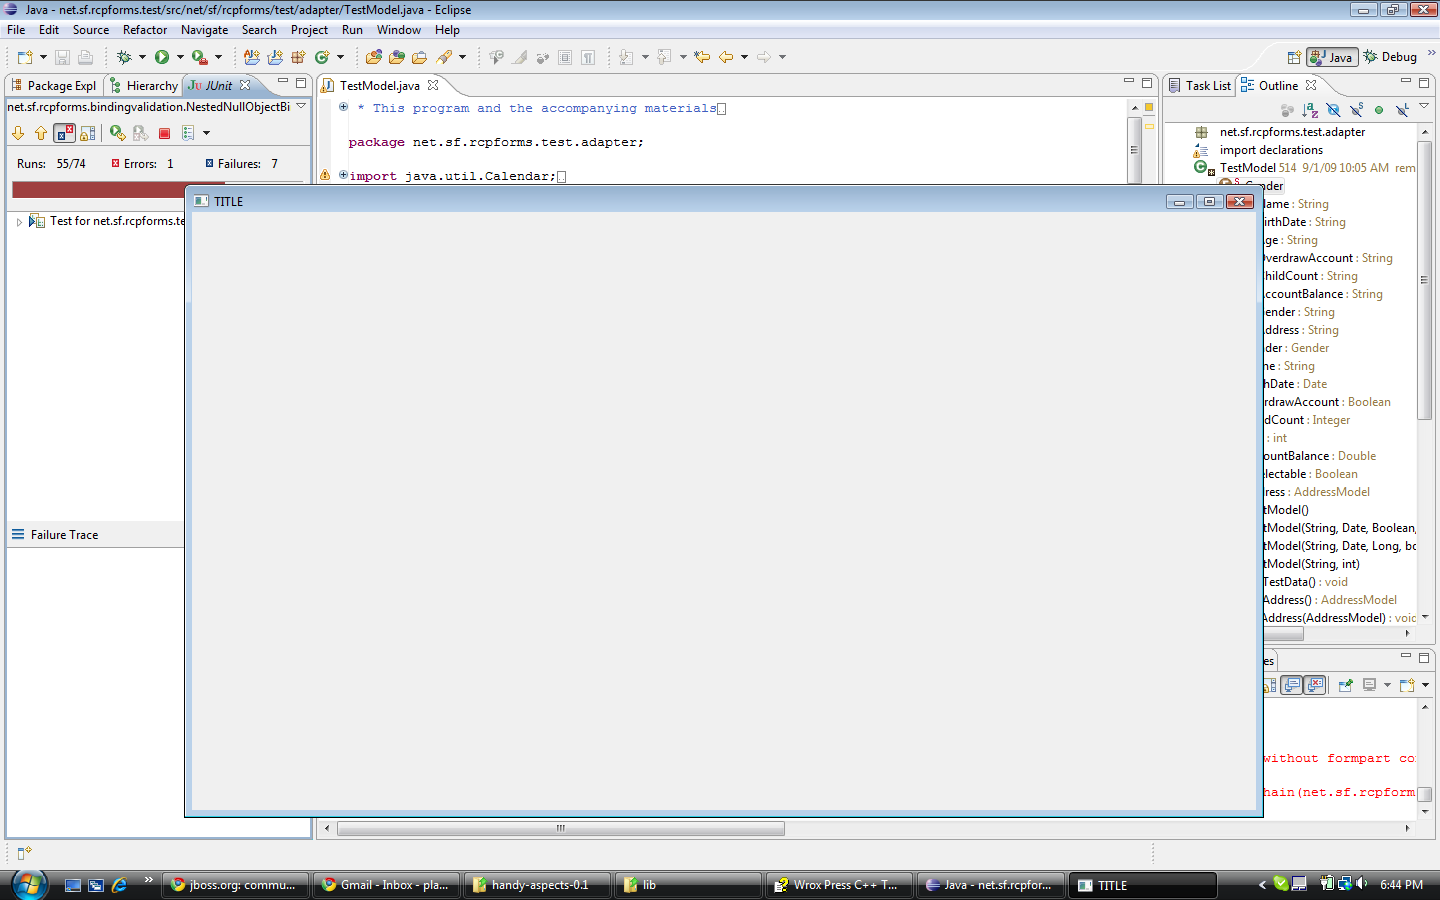 Java - net.sf.rcpforms.test/src/net/sf/rcpforms/test/adapter/TestModel.java - Eclipse
File Edit Source Refactor Navigate Search Project Run Window Help
Java Debug
Package Expl Hierarchy JUnit
net.sf.rcpforms.bindingvalidation.NestedNullObjectBi
Runs: 55/74 Errors: 1 Failures: 7
Test for net.sf.rcpforms.te
Failure Trace
TestModel.java
* This program and the accompanying materials
package net.sf.rcpforms.test.adapter;
import java.util.Calendar;
TITLE
Task List Outline
net.sf.rcpforms.test.adapter
import declarations
TestModel 514 9/1/09 10:05 AM rem
Gender
ame : String
irthDate : String
ge : String
verdrawAccount : String
hildCount : String
ccountBalance : String
ender : String
ddress : String
der : Gender
ne : String
hDate : Date
rdrawAccount : Boolean
dCount : Integer
: int
ountBalance : Double
electable : Boolean
ress : AddressModel
tModel()
tModel(String, Date, Boolean,
tModel(String, Date, Long, bo
tModel(String, int)
TestData() : void
Address() : AddressModel
Address(AddressModel) : voic
es
without formpart co
hain(net.sf.rcpform
jboss.org: commu... Gmail - Inbox - pla... handy-aspects-0.1 lib Wrox Press C++ T... Java - net.sf.rcpfor... TITLE 6:44 PM